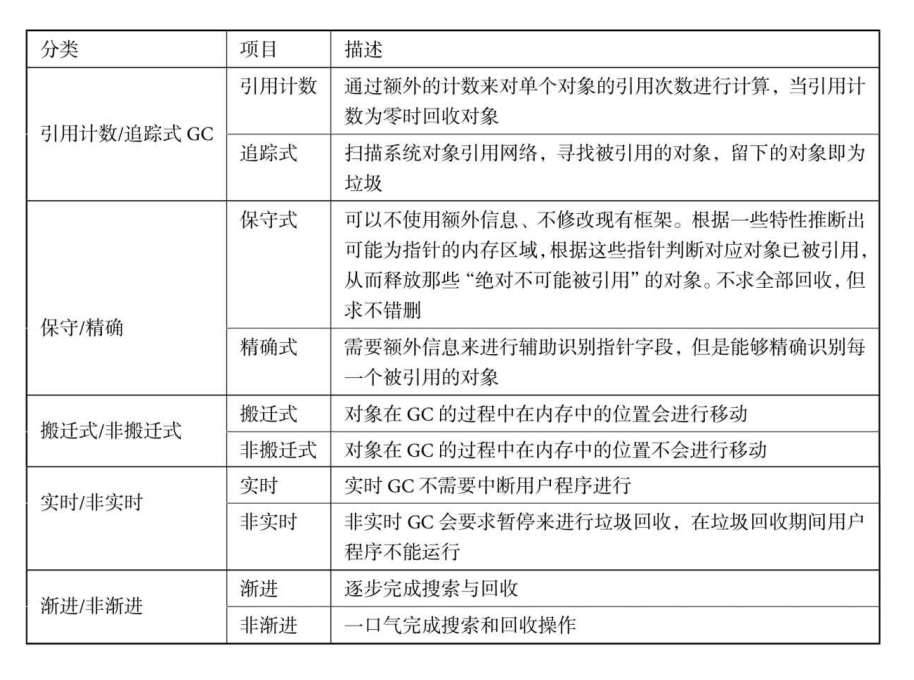 分类 项目 描述
引用计数/追踪式 GC
引用计数 通过额外的计数来对单个对象的引用次数进行计算，当引用计
数为零时回收对象
追踪式 扫描系统对象引用网络，寻找被引用的对象，留下的对象即为
垃圾
保守/精确
保守式 可以不使用额外信息、不修改现有框架。根据一些特性推断出
可能为指针的内存区域，根据这些指针判断对应对象已被引用，
从而释放那些“绝对不可能被引用”的对象。不求全部回收，但
求不错删
精确式 需要额外信息来进行辅助识别指针字段，但是能够精确识别每
一个被引用的对象
搬迁式/非搬迁式
搬迁式 对象在 GC 的过程中在内存中的位置会进行移动
非搬迁式 对象在 GC 的过程中在内存中的位置不会进行移动
实时/非实时
实时 实时 GC 不需要中断用户程序进行
非实时 非实时 GC 会要求暂停来进行垃圾回收，在垃圾回收期间用户
程序不能运行
渐进/非渐进
渐进 逐步完成搜索与回收
非渐进 一口气完成搜索和回收操作